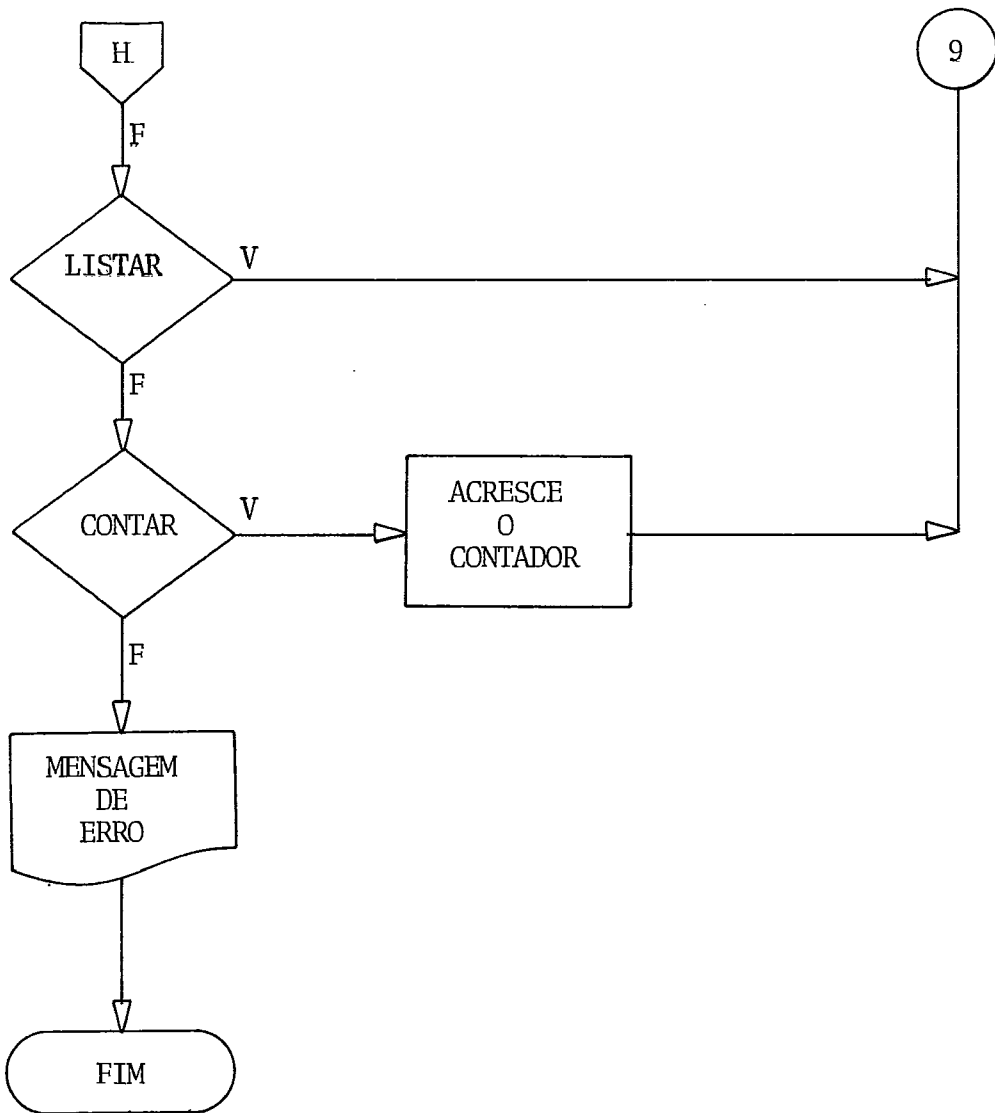 H
9
F
LISTAR
V
F
CONTAR
V
ACRESCE
O
CONTADOR
F
MENSAGEM
DE
ERRO
FIM